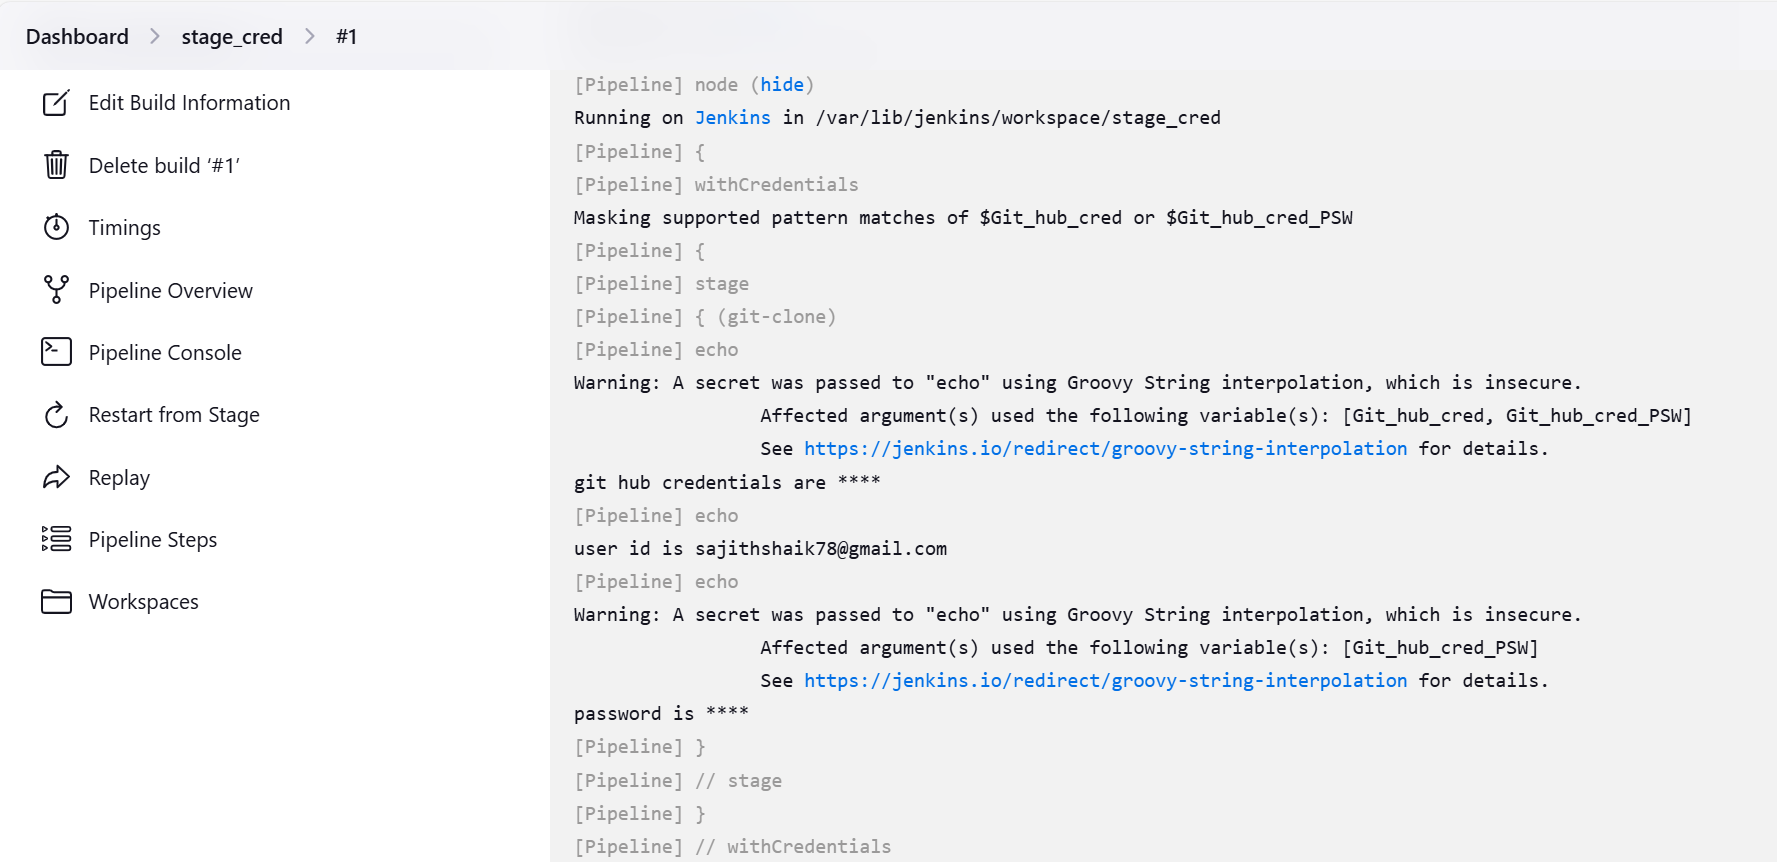 Dashboard > stage_cred > #1
Edit Build Information
Delete build ‘#1’
Timings
Pipeline Overview
Pipeline Console
Restart from Stage
Replay
Pipeline Steps
Workspaces
[Pipeline] node (hide)
Running on Jenkins in /var/lib/jenkins/workspace/stage_cred
[Pipeline] {
[Pipeline] withCredentials
Masking supported pattern matches of $Git_hub_cred or $Git_hub_cred_PSW
[Pipeline] {
[Pipeline] stage
[Pipeline] { (git-clone)
[Pipeline] echo
Warning: A secret was passed to "echo" using Groovy String interpolation, which is insecure.
Affected argument(s) used the following variable(s): [Git_hub_cred, Git_hub_cred_PSW]
See https://jenkins.io/redirect/groovy-string-interpolation for details.
git hub credentials are ****
[Pipeline] echo
user id is sajithshaik78@gmail.com
[Pipeline] echo
Warning: A secret was passed to "echo" using Groovy String interpolation, which is insecure.
Affected argument(s) used the following variable(s): [Git_hub_cred_PSW]
See https://jenkins.io/redirect/groovy-string-interpolation for details.
password is ****
[Pipeline] }
[Pipeline] // stage
[Pipeline] }
[Pipeline] // withCredentials